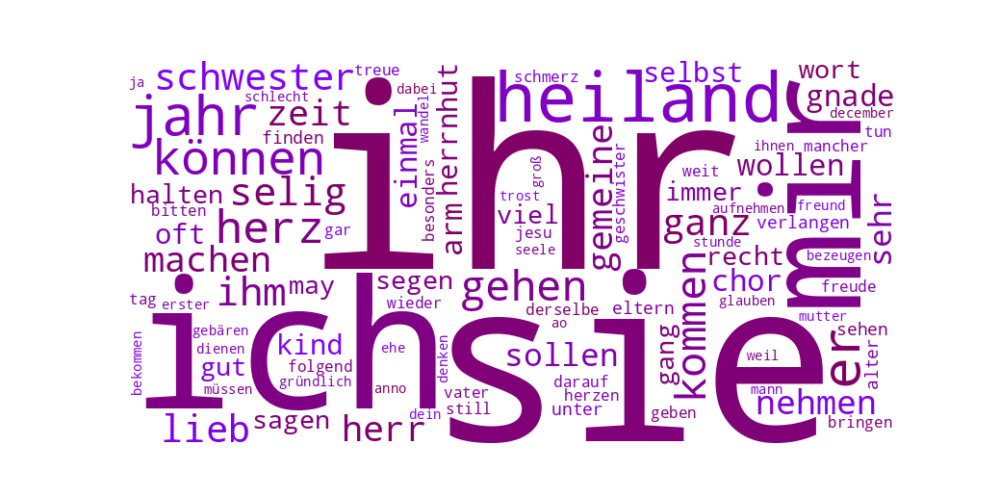 ihr
ich
sie
mir
heiland
jahr
können
schwester
herz
selig
zeit
lieb
herr
ihm
gehen
kommen
er
ganz
sollen
nehmen
machen
kind
gut
sagen
chor
wollen
gemeine
einmal
herrnhut
arm
viel
selbst
wort
gnade
immer
recht
sehr
oft
halten
segen
may
gang
treue
dabei
schmerz
schlecht
ja
finden
wandel
besonders
bitten
gar
groß
trost
jesu
seele
geschwister
weit
aufnehmen
stunde
verlangen
freund
ihnen
mancher
december
tun
bezeugen
freude
glauben
mutter
sehen
alter
bringen
mann
weil
geben
eltern
derselbe
ao
darauf
herzen
unter
wieder
denken
ehe
anno
vater
still
dein
tag
erster
gebären
dienen
folgend
müssen
gründlich
bekommen